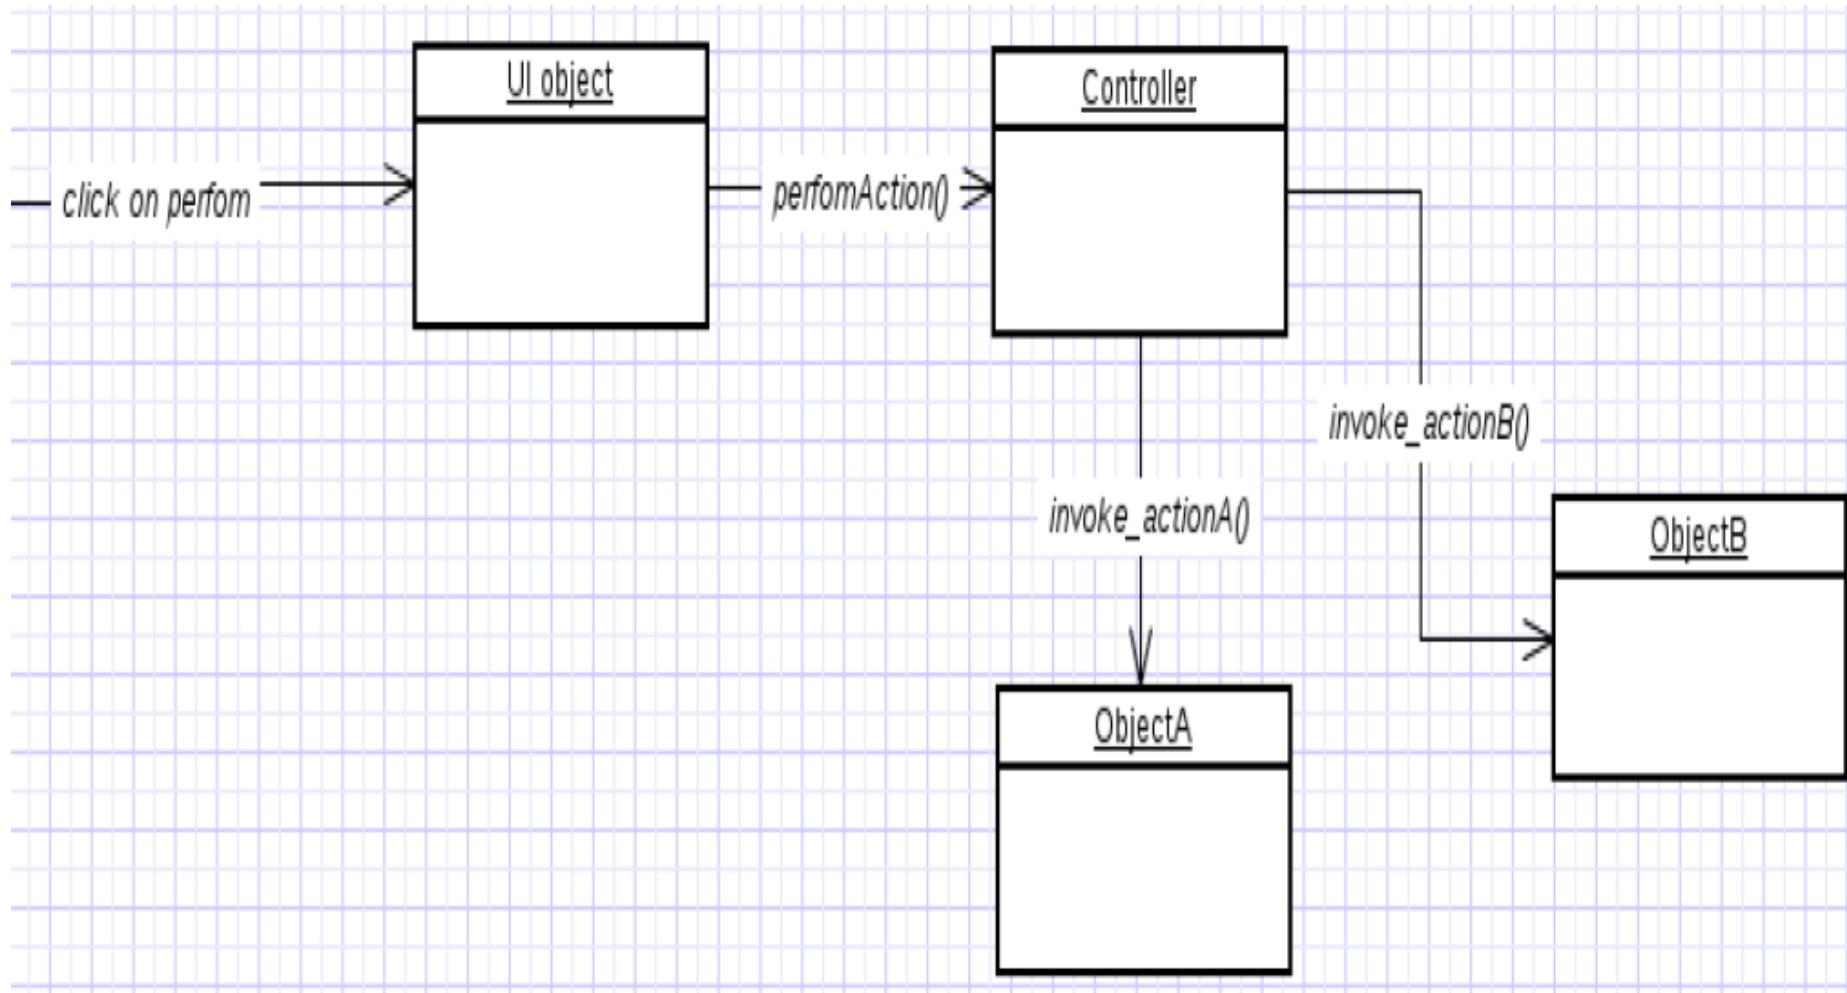 UI object
Controller
click on perfom
perfomAction()
invoke_actionB()
invoke_actionA()
ObjectB
ObjectA